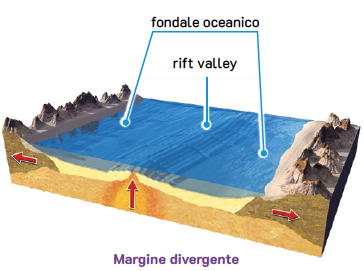 fondale oceanico
rift valley
Margine divergente